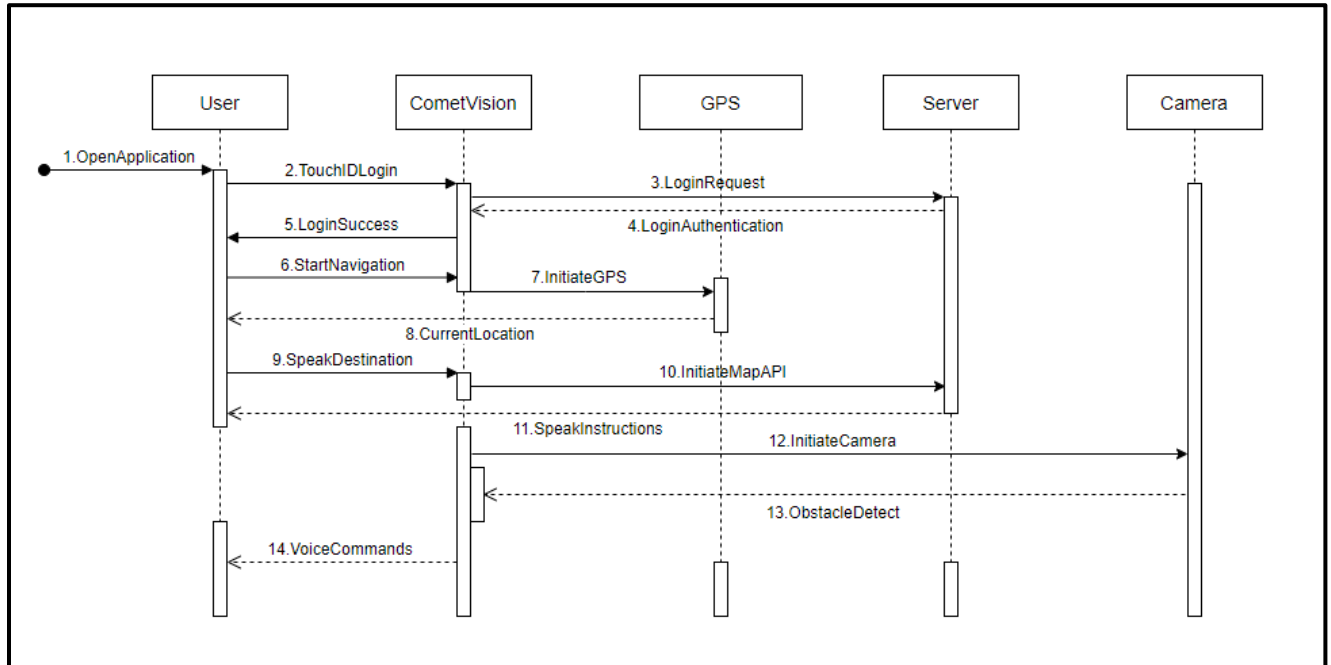 User
CometVision
GPS
Server
Camera
1.OpenApplication
2.TouchIDLogin
3.LoginRequest
4.LoginAuthentication
5.LoginSuccess
6.StartNavigation
7.InitiateGPS
8.CurrentLocation
9.SpeakDestination
10.InitiateMapAPI
11.SpeakInstructions
12.InitiateCamera
13.ObstacleDetect
14.VoiceCommands